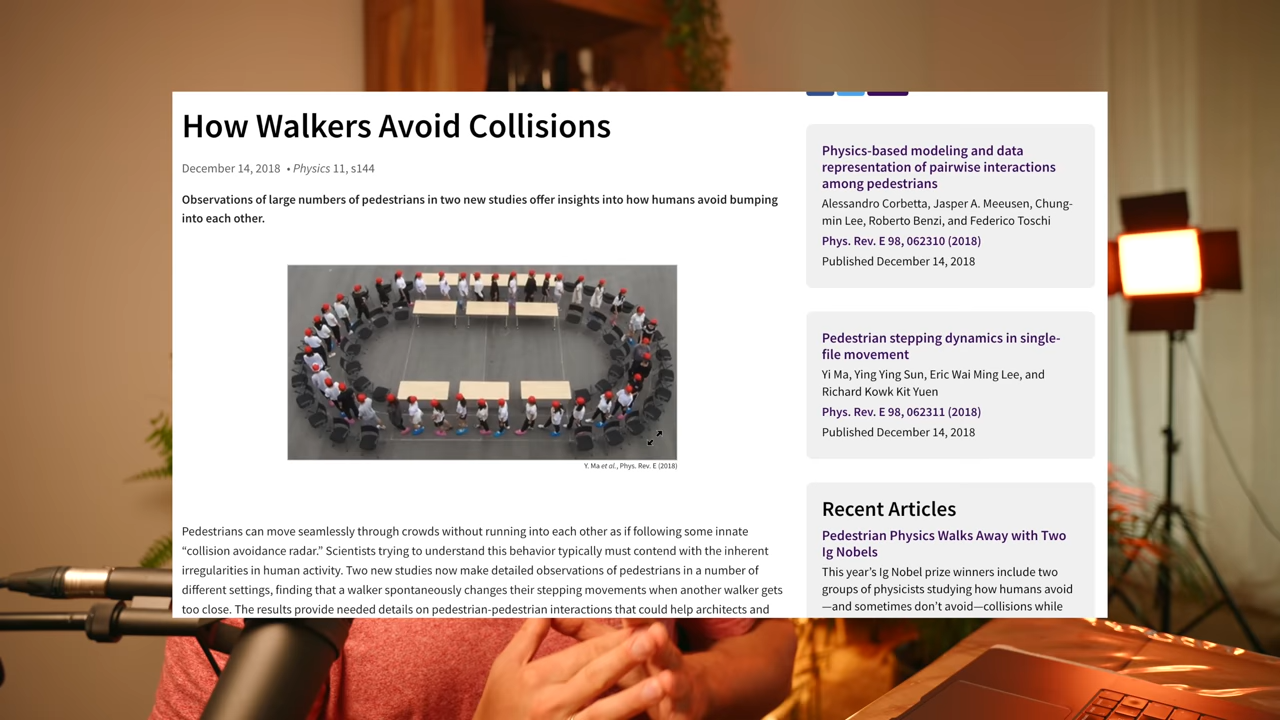 How Walkers Avoid Collisions
December 14, 2018 • Physics 11, s144
Observations of large numbers of pedestrians in two new studies offer insights into how humans avoid bumping
into each other.
Y. Ma et al., Phys. Rev. E (2018)
Pedestrians can move seamlessly through crowds without running into each other as if following some innate
“collision avoidance radar.” Scientists trying to understand this behavior typically must contend with the inherent
irregularities in human activity. Two new studies now make detailed observations of pedestrians in a number of
different settings, finding that a walker spontaneously changes their stepping movements when another walker gets
too close. The results provide needed details on pedestrian-pedestrian interactions that could help architects and
Physics-based modeling and data
representation of pairwise interactions
among pedestrians
Alessandro Corbetta, Jasper A. Meeusen, Chung-
min Lee, Roberto Benzi, and Federico Toschi
Phys. Rev. E 98, 062310 (2018)
Published December 14, 2018
Pedestrian stepping dynamics in single-
file movement
Yi Ma, Ying Ying Sun, Eric Wai Ming Lee, and
Richard Kowk Kit Yuen
Phys. Rev. E 98, 062311 (2018)
Published December 14, 2018
Recent Articles
Pedestrian Physics Walks Away with Two
Ig Nobels
This year’s Ig Nobel prize winners include two
groups of physicists studying how humans avoid
—and sometimes don’t avoid—collisions while